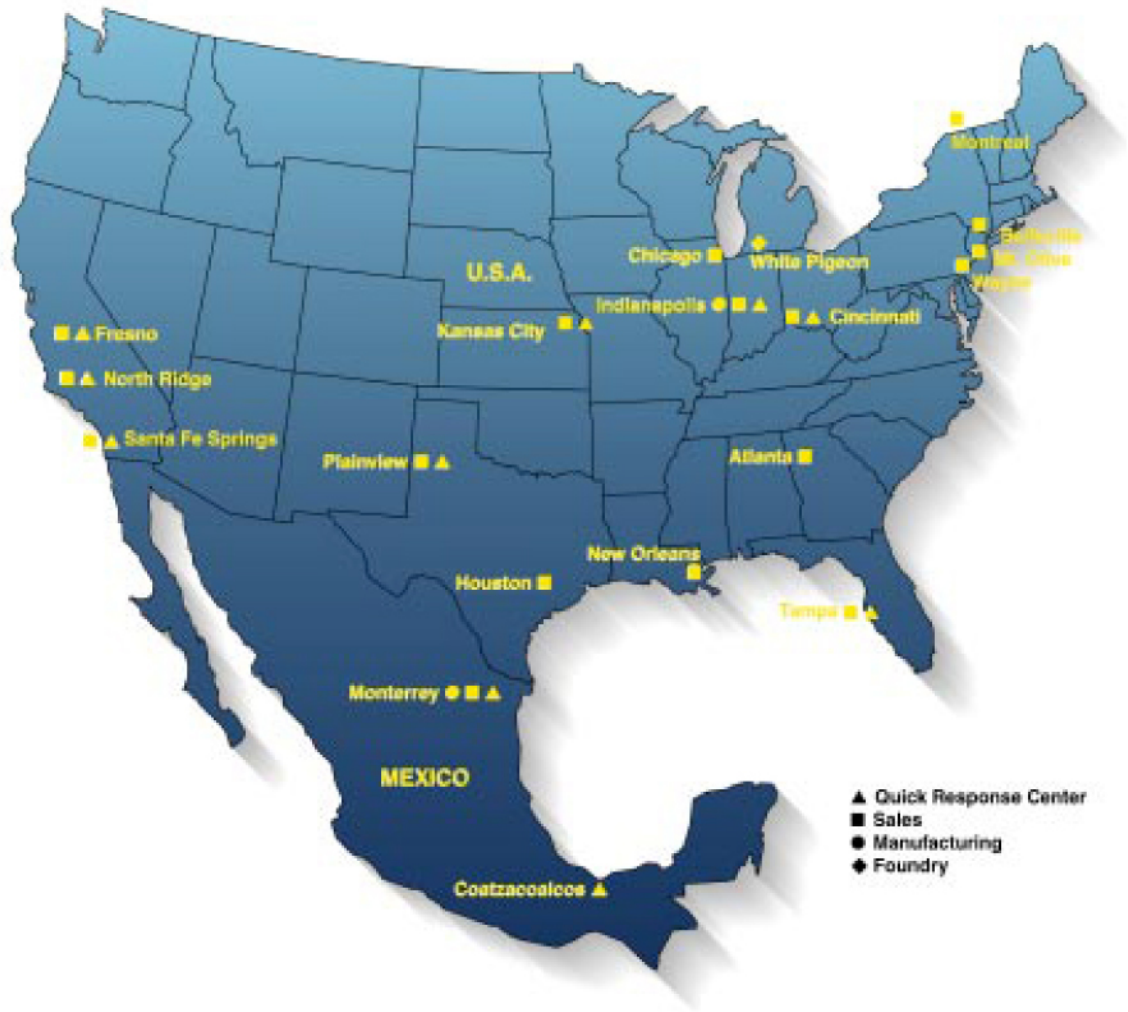 Montreal
Belleville
Mt. Olive
Wayne
Chicago
White Pigeon
U.S.A.
Indianapolis
Kansas City
Cincinnati
Fresno
North Ridge
Santa Fe Springs
Plainview
Atlanta
New Orleans
Houston
Tampa
Monterrey
MEXICO
Quick Response Center
Sales
Manufacturing
Foundry
Coatzacoalcos